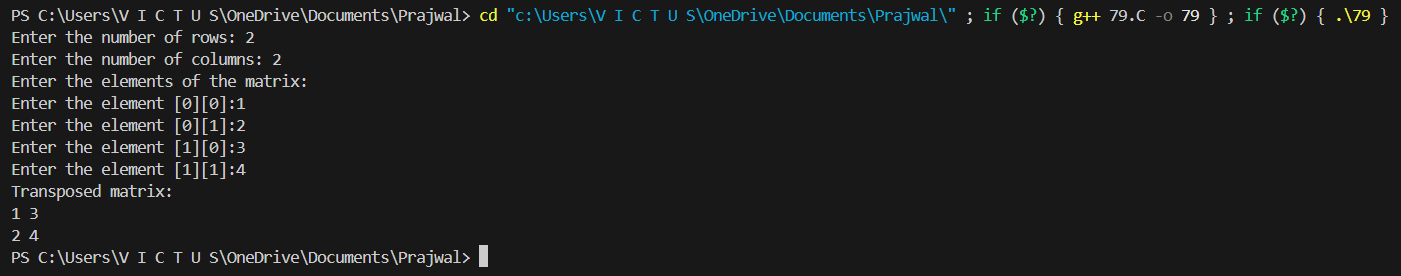 PS C:\Users\V I C T U S\OneDrive\Documents\Prajwal> cd "c:\Users\V I C T U S\OneDrive\Documents\Prajwal\" ; if ($?) { g++ 79.C -o 79 } ; if ($?) { .\79 }
Enter the number of rows: 2
Enter the number of columns: 2
Enter the elements of the matrix:
Enter the element [0][0]:1
Enter the element [0][1]:2
Enter the element [1][0]:3
Enter the element [1][1]:4
Transposed matrix:
1 3
2 4
PS C:\Users\V I C T U S\OneDrive\Documents\Prajwal>